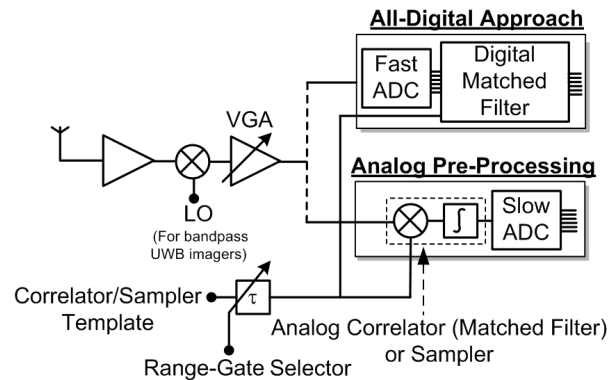 All-Digital Approach
Fast
ADC
Digital
Matched
Filter
VGA
LO
(For bandpass
UWB imagers)
Analog Pre-Processing
∫
Slow
ADC
Correlator/Sampler
Template
τ
Analog Correlator (Matched Filter)
or Sampler
Range-Gate Selector